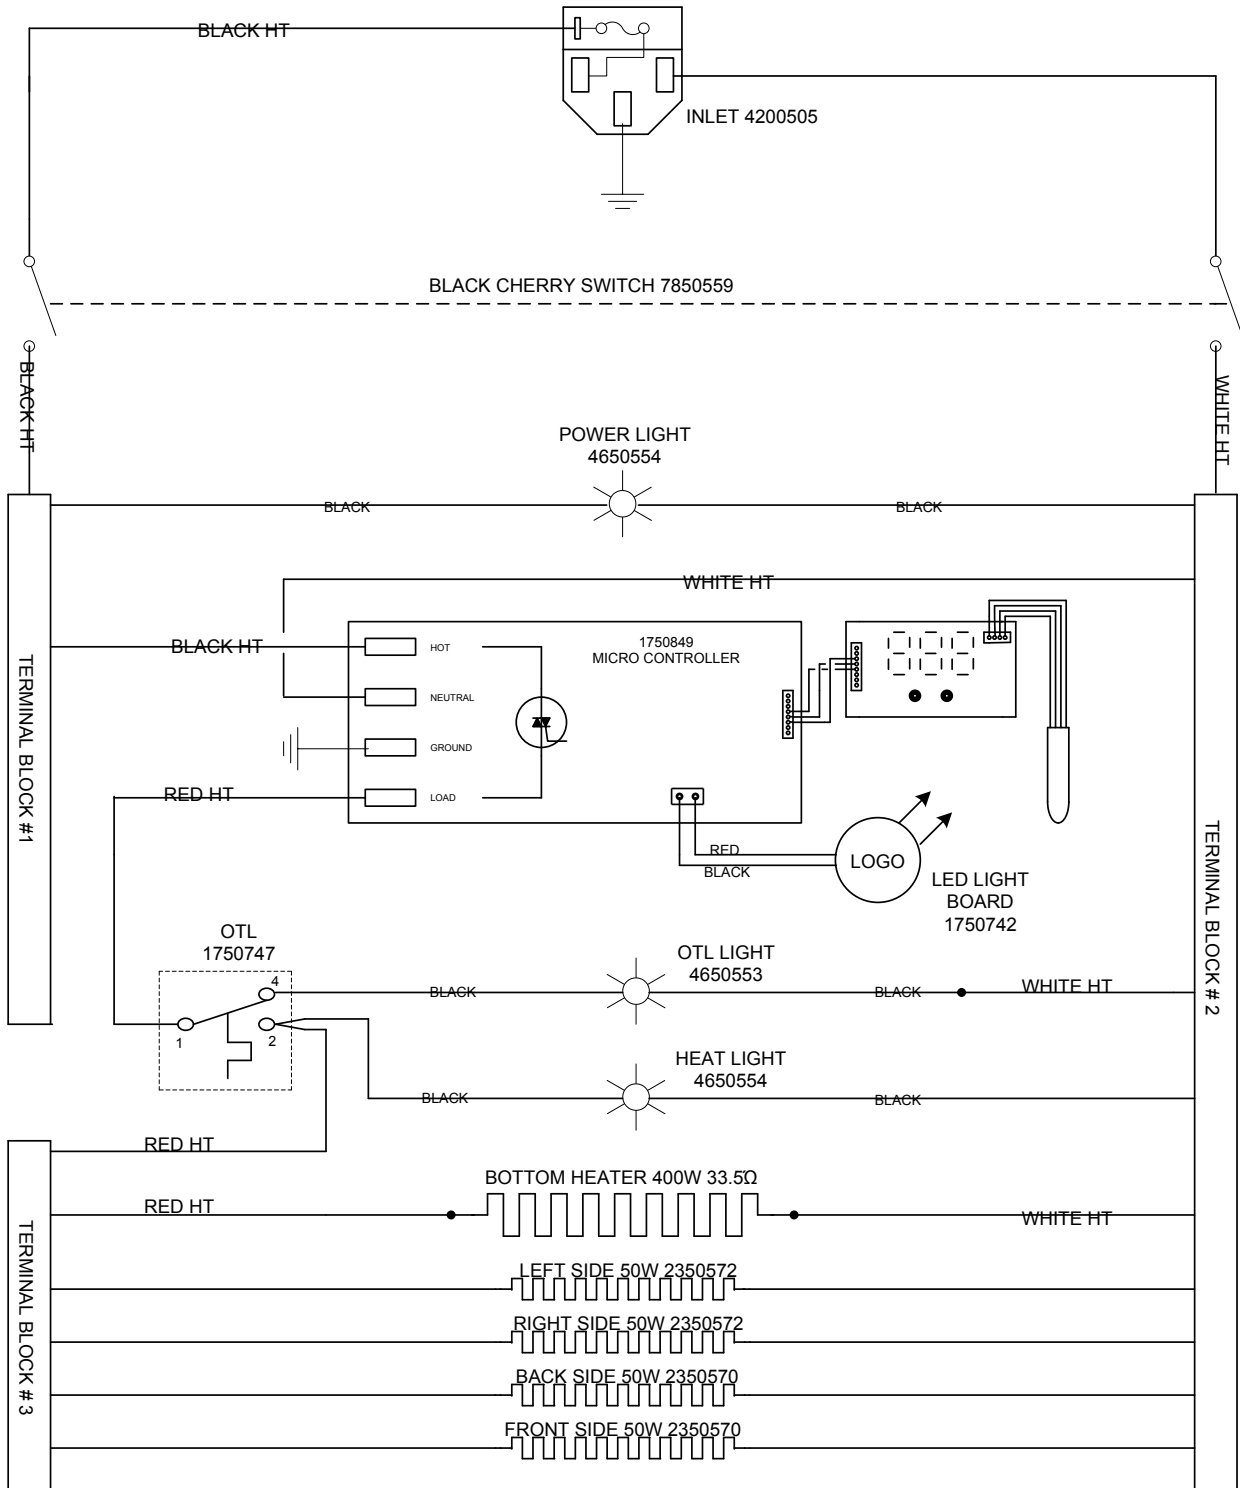 BLACK HT
INLET 4200505
BLACK CHERRY SWITCH 7850559
BLACK HT
WHITE HT
POWER LIGHT
4650554
BLACK
BLACK
WHITE HT
BLACK HT
HOT
1750849
MICRO CONTROLLER
NEUTRAL
GROUND
RED HT
LOAD
TERMINAL BLOCK #1
RED
BLACK
LOGO
LED LIGHT
BOARD
1750742
TERMINAL BLOCK # 2
OTL
1750747
4
1
2
OTL LIGHT
4650553
BLACK
BLACK
WHITE HT
HEAT LIGHT
4650554
BLACK
BLACK
RED HT
BOTTOM HEATER 400W 33.5Ω
RED HT
WHITE HT
TERMINAL BLOCK # 3
LEFT SIDE 50W 2350572
RIGHT SIDE 50W 2350572
BACK SIDE 50W 2350570
FRONT SIDE 50W 2350570